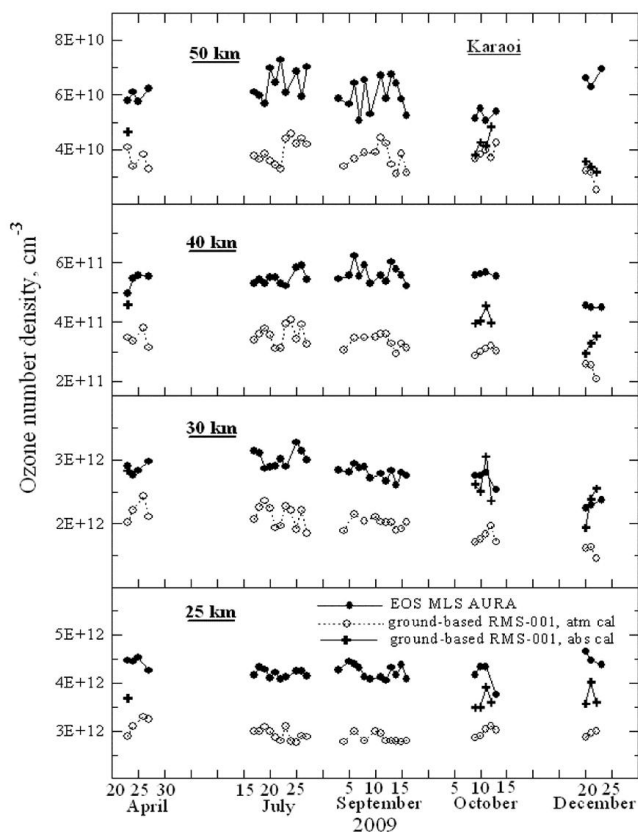 50 km
Karaoi
8E+10
6E+10
4E+10
40 km
6E+11
4E+11
2E+11
30 km
3E+12
2E+12
25 km
EOS MLS AURA
ground-based RMS-001, atm cal
ground-based RMS-001, abs cal
5E+12
4E+12
3E+12
Ozone number density, cm-3
20 25 30 15 20 25 5 10 15 5 10 15 20 25
April July September October December
2009